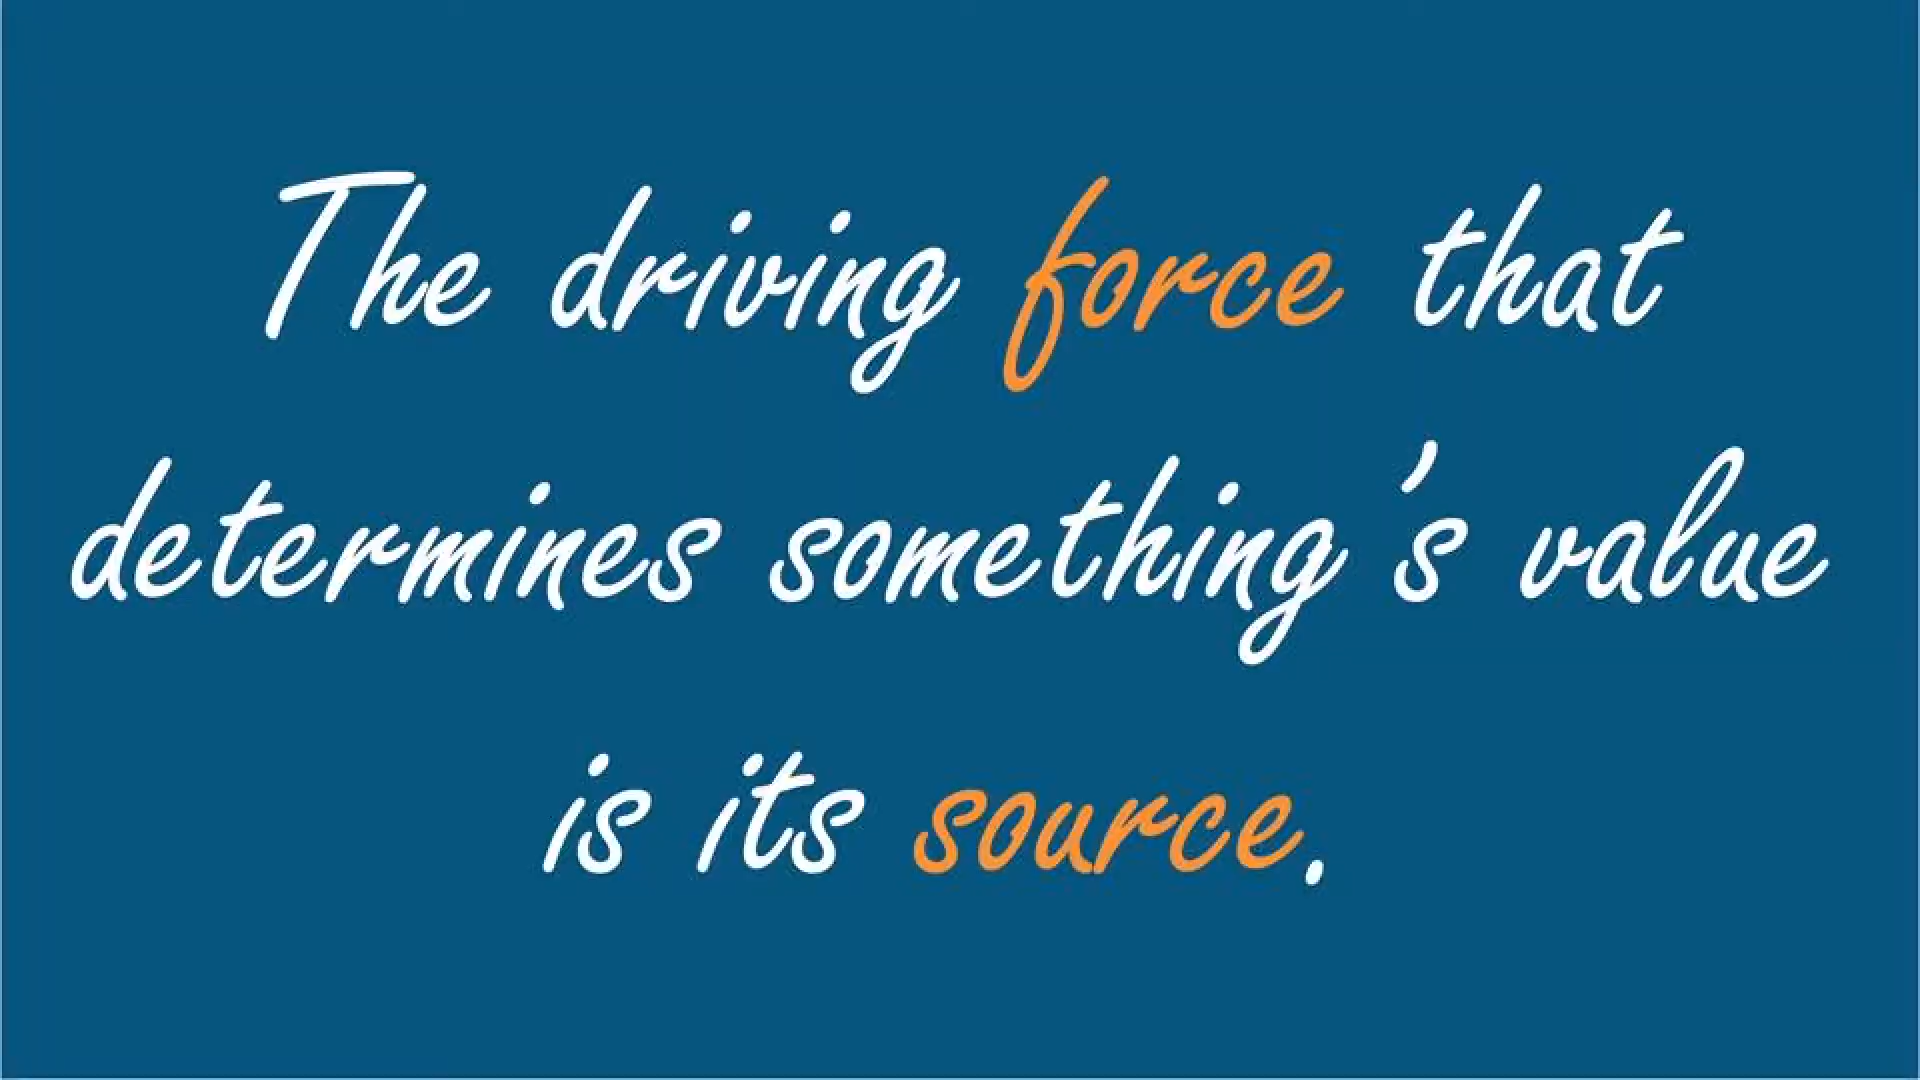 The driving force that
determines something's value
is its source.